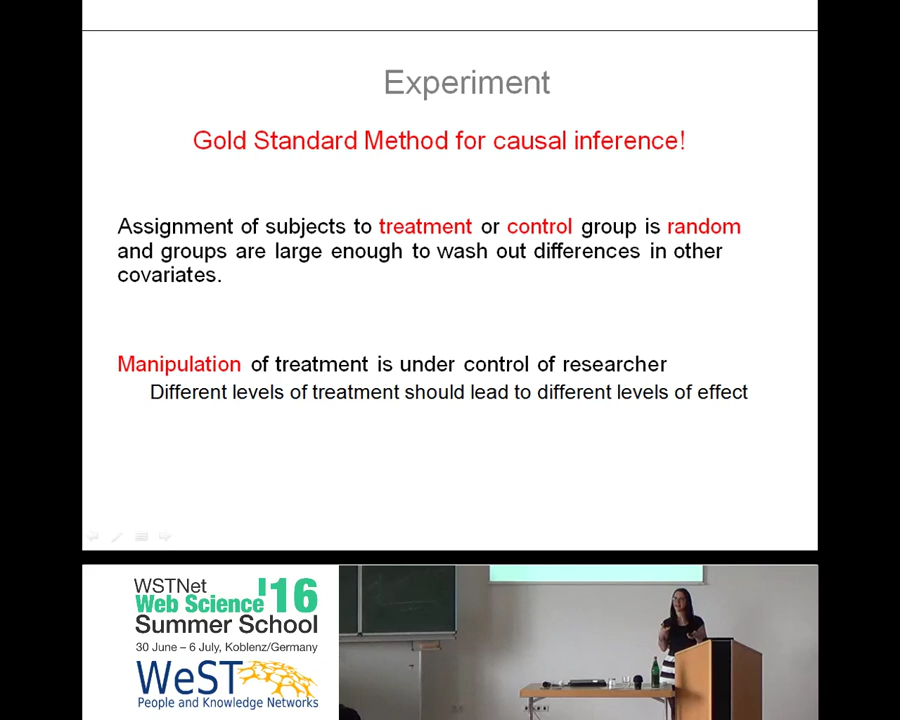 Experiment
Gold Standard Method for causal inference!
Assignment of subjects to treatment or control group is random
and groups are large enough to wash out differences in other
covariates.
Manipulation of treatment is under control of researcher
Different levels of treatment should lead to different levels of effect
WSTNet
Web Science '16
Summer School
30 June – 6 July, Koblenz/Germany
WeST
People and Knowledge Networks